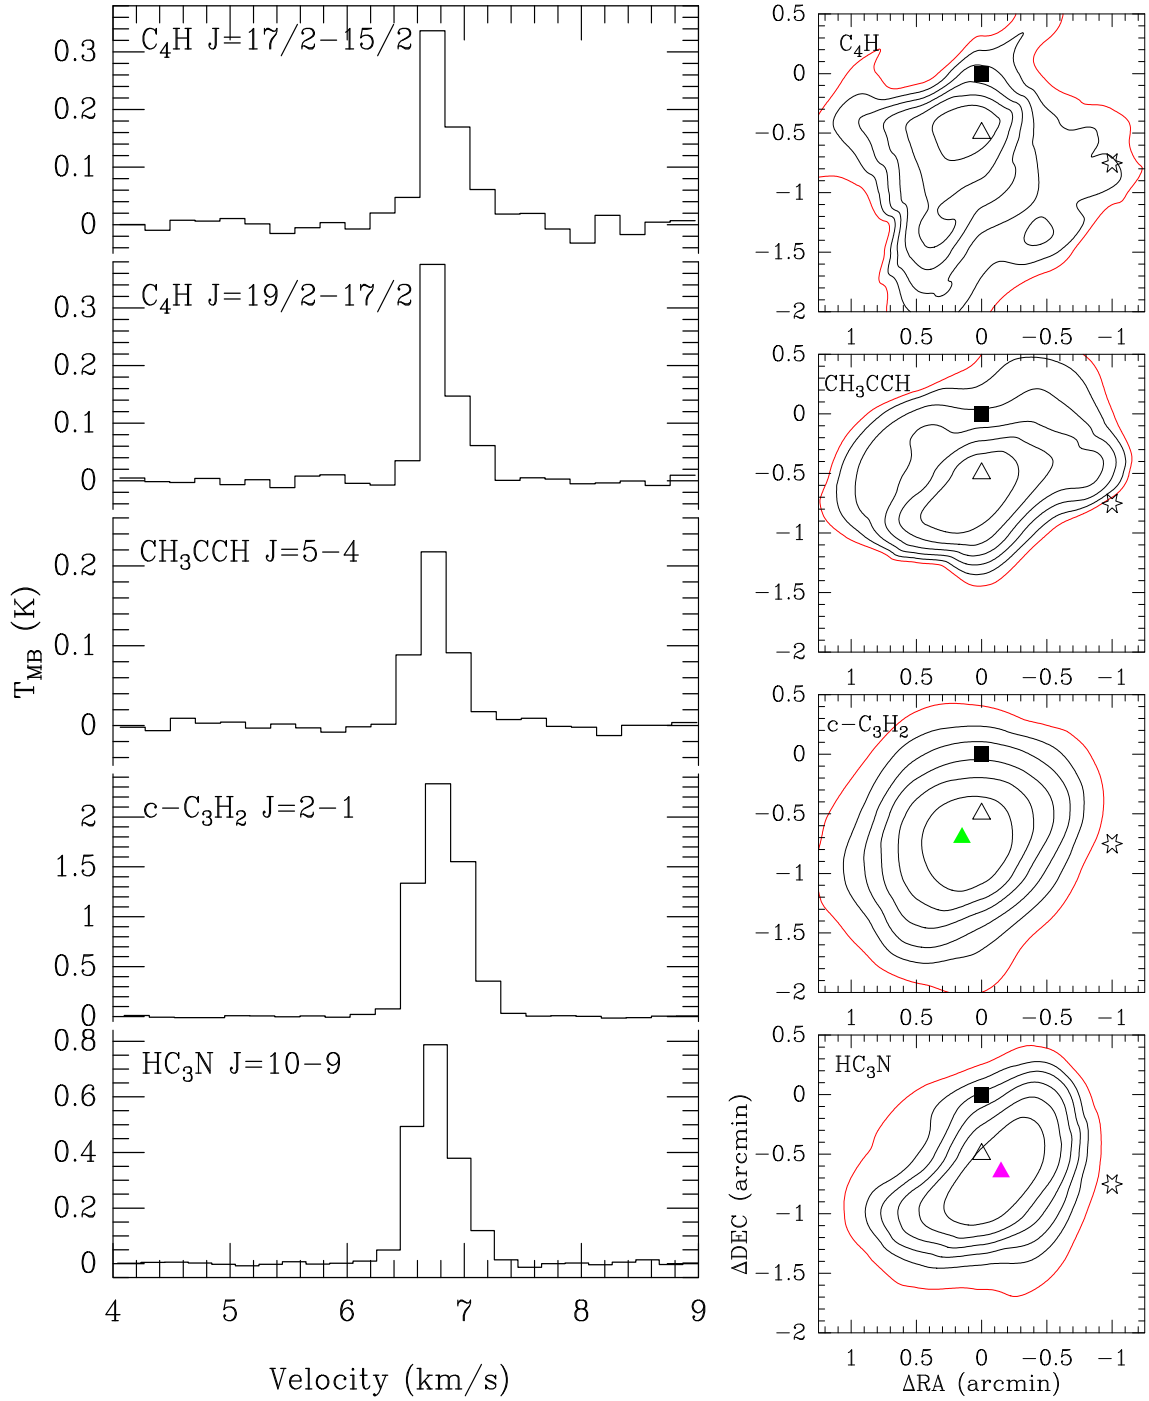 C₄H J=17/2−15/2
0.3
0.2
0.1
0
C₄H J=19/2−17/2
0.3
0.2
0.1
0
CH₃CCH J=5−4
0.2
0.1
0
c−C₃H₂ J=2−1
2
1.5
1
0.5
0
HC₃N J=10−9
0.8
0.6
0.4
0.2
0
T_MB (K)
4 5 6 7 8 9
Velocity (km/s)
C₄H
0.5
0
−0.5
−1
−1.5
−2
1 0.5 0 −0.5 −1
CH₃CCH
0.5
0
−0.5
−1
−1.5
−2
1 0.5 0 −0.5 −1
c−C₃H₂
0.5
0
−0.5
−1
−1.5
−2
1 0.5 0 −0.5 −1
HC₃N
0.5
0
−0.5
−1
−1.5
−2
1 0.5 0 −0.5 −1
ΔDEC (arcmin)
ΔRA (arcmin)